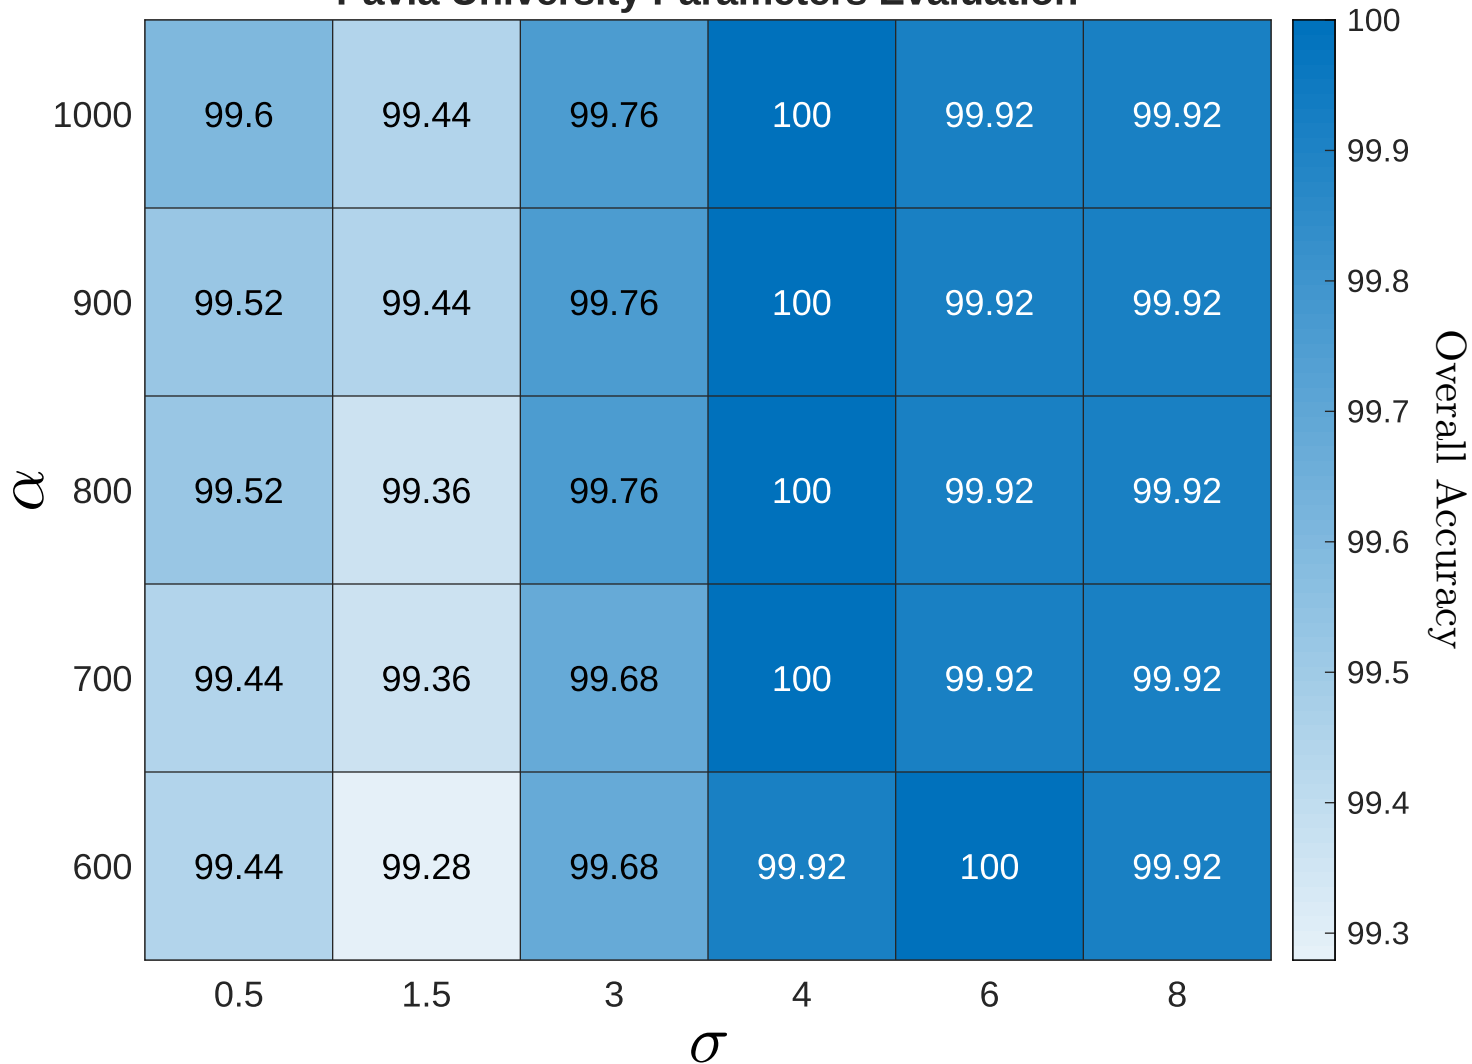 Pavia University Parameters Evaluation
100
1000 99.6 99.44 99.76 100 99.92 99.92
99.9
99.8
900 99.52 99.44 99.76 100 99.92 99.92
99.7
800 99.52 99.36 99.76 100 99.92 99.92
99.6
700 99.44 99.36 99.68 100 99.92 99.92
99.5
99.4
600 99.44 99.28 99.68 99.92 100 99.92
99.3
0.5 1.5 3 4 6 8
α
σ
Overall Accuracy